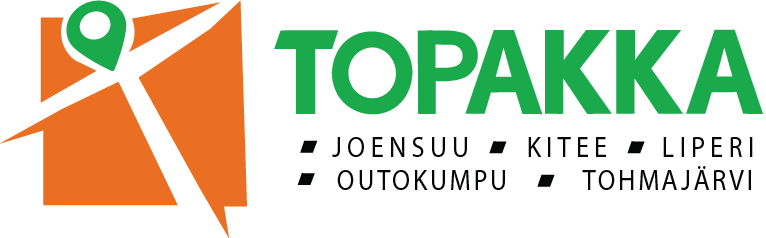 TOPAKKA
▪ JOENSUU ▪ KITEE ▪ LIPERI
▪ OUTOKUMPU ▪ TOHMAJÄRVI